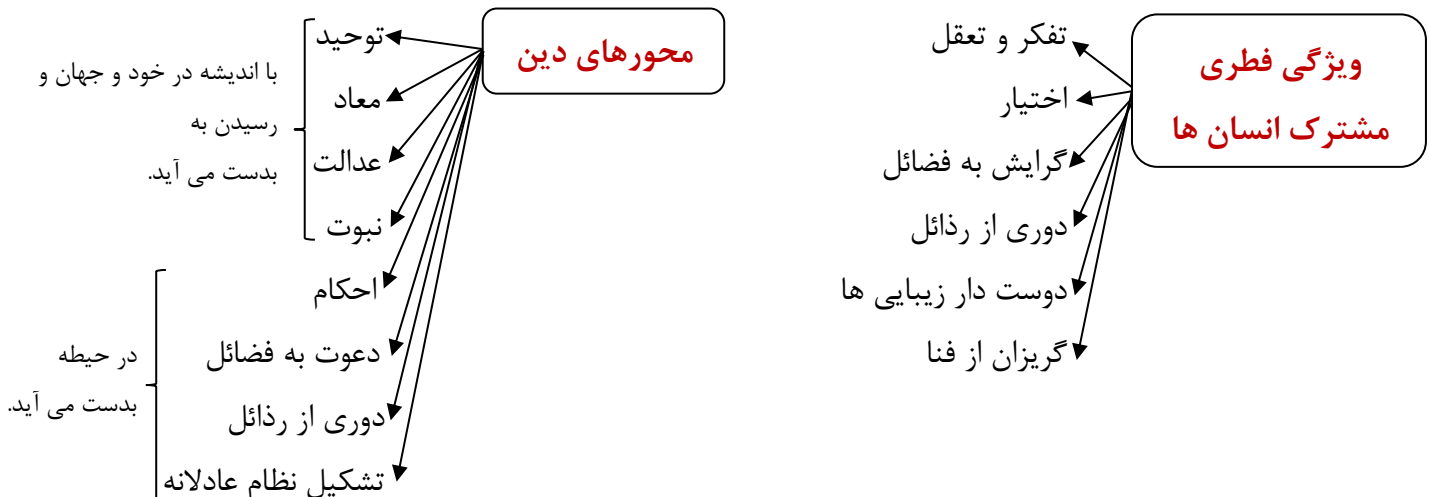 ویژگی فطری
مشترک انسان ها
تفکر و تعقل
اختیار
گرایش به فضائل
دوری از رذائل
دوست دار زیبایی ها
گریزان از فنا
محورهای دین
توحید
معاد
عدالت
نبوت
با اندیشه در خود و جهان و
رسیدن به
بدست می آید.
احکام
دعوت به فضائل
دوری از رذائل
تشکیل نظام عادلانه
در حیطه
بدست می آید.